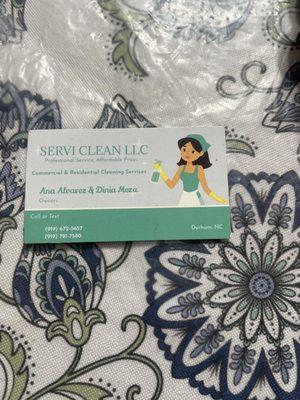 SERVI CLEAN LLC
Professional Service, Affordable Prices
Commercial & Residential Cleaning Services
Ana Alvarez & Dinia Meza
Owners
Call or Text
(919) 672-5657
(919) 791-7580
Durham, NC